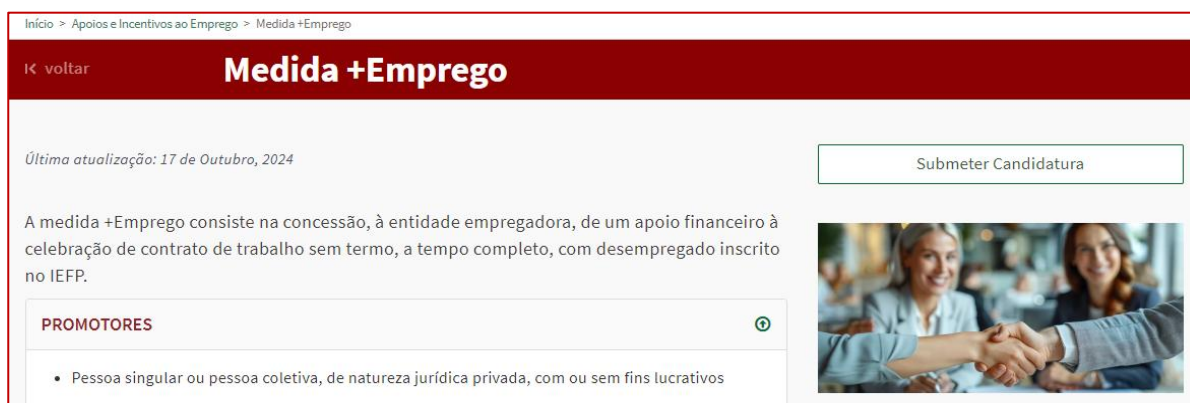 Início > Apoios e Incentivos ao Emprego > Medida +Emprego
voltar
Medida +Emprego
Última atualização: 17 de Outubro, 2024
Submeter Candidatura
A medida +Emprego consiste na concessão, à entidade empregadora, de um apoio financeiro à
celebração de contrato de trabalho sem termo, a tempo completo, com desempregado inscrito
no IEFP.
PROMOTORES
• Pessoa singular ou pessoa coletiva, de natureza jurídica privada, com ou sem fins lucrativos